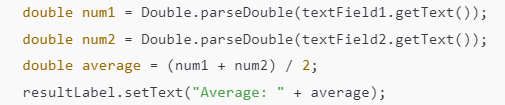 double num1 = Double.parseDouble(textField1.getText());
double num2 = Double.parseDouble(textField2.getText());
double average = (num1 + num2) / 2;
resultLabel.setText("Average: " + average);